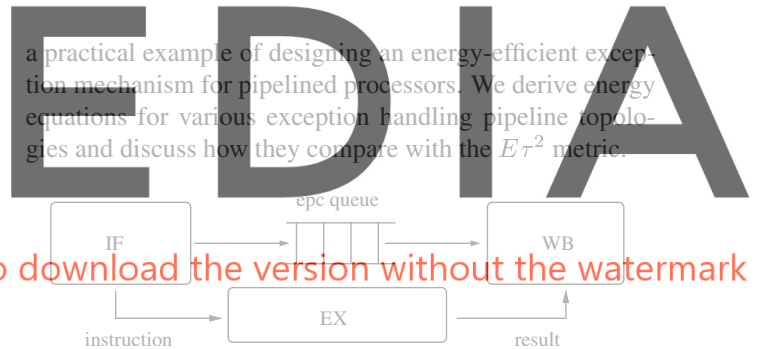 EDIA
a practical example of designing an energy-efficient excep-
tion mechanism for pipelined processors. We derive energy
equations for various exception handling pipeline topolo-
gies and discuss how they compare with the Eτ² metric.
epc queue
IF
WB
download the version without the watermark
EX
instruction
result